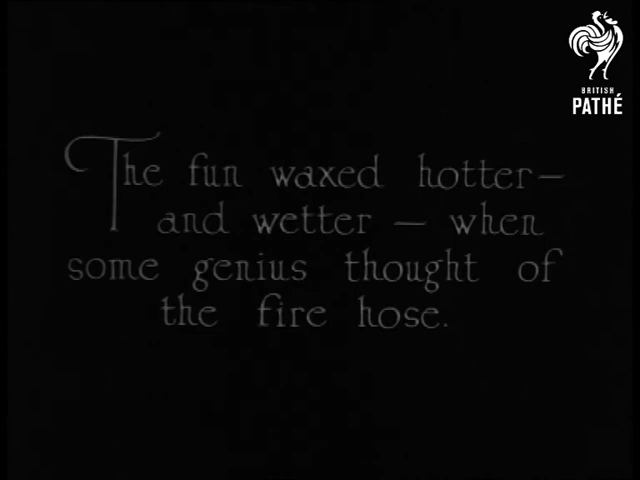 BRITISH
PATHÉ
The fun waxed hotter—
and wetter — when
some genius thought of
the fire hose.